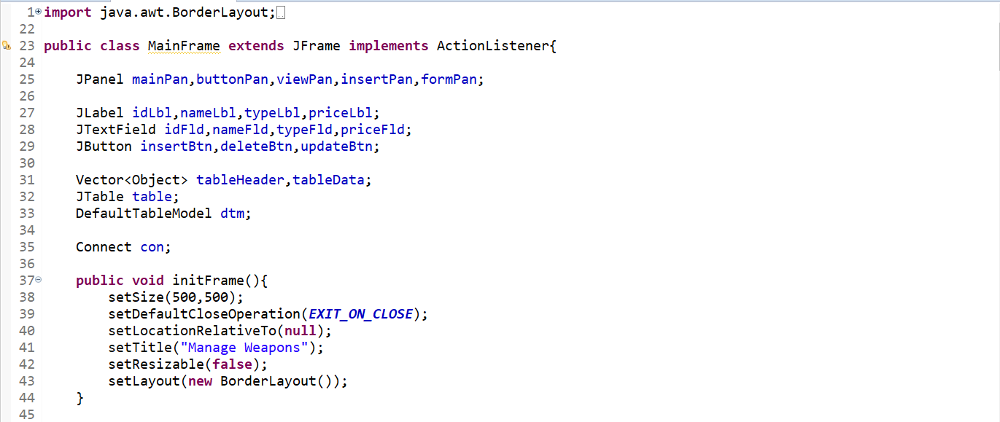 1 import java.awt.BorderLayout;
22
23 public class MainFrame extends JFrame implements ActionListener{
24
25     JPanel mainPan,buttonPan,viewPan,insertPan,formPan;
26
27     JLabel idLbl,nameLbl,typeLbl,priceLbl;
28     JTextField idFld,nameFld,typeFld,priceFld;
29     JButton insertBtn,deleteBtn,updateBtn;
30
31     Vector<Object> tableHeader,tableData;
32     JTable table;
33     DefaultTableModel dtm;
34
35     Connect con;
36
37     public void initFrame(){
38         setSize(500,500);
39         setDefaultCloseOperation(EXIT_ON_CLOSE);
40         setLocationRelativeTo(null);
41         setTitle("Manage Weapons");
42         setResizable(false);
43         setLayout(new BorderLayout());
44     }
45